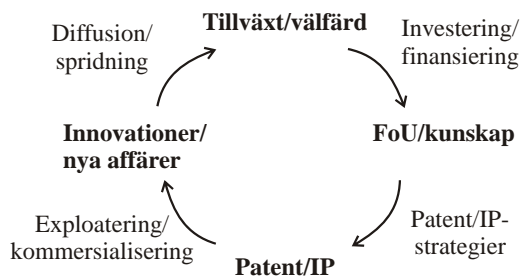 Tillväxt/välfärd
Investering/
finansiering
FoU/kunskap
Patent/IP-
strategier
Patent/IP
Exploatering/
kommersialisering
Innovationer/
nya affärer
Diffusion/
spridning